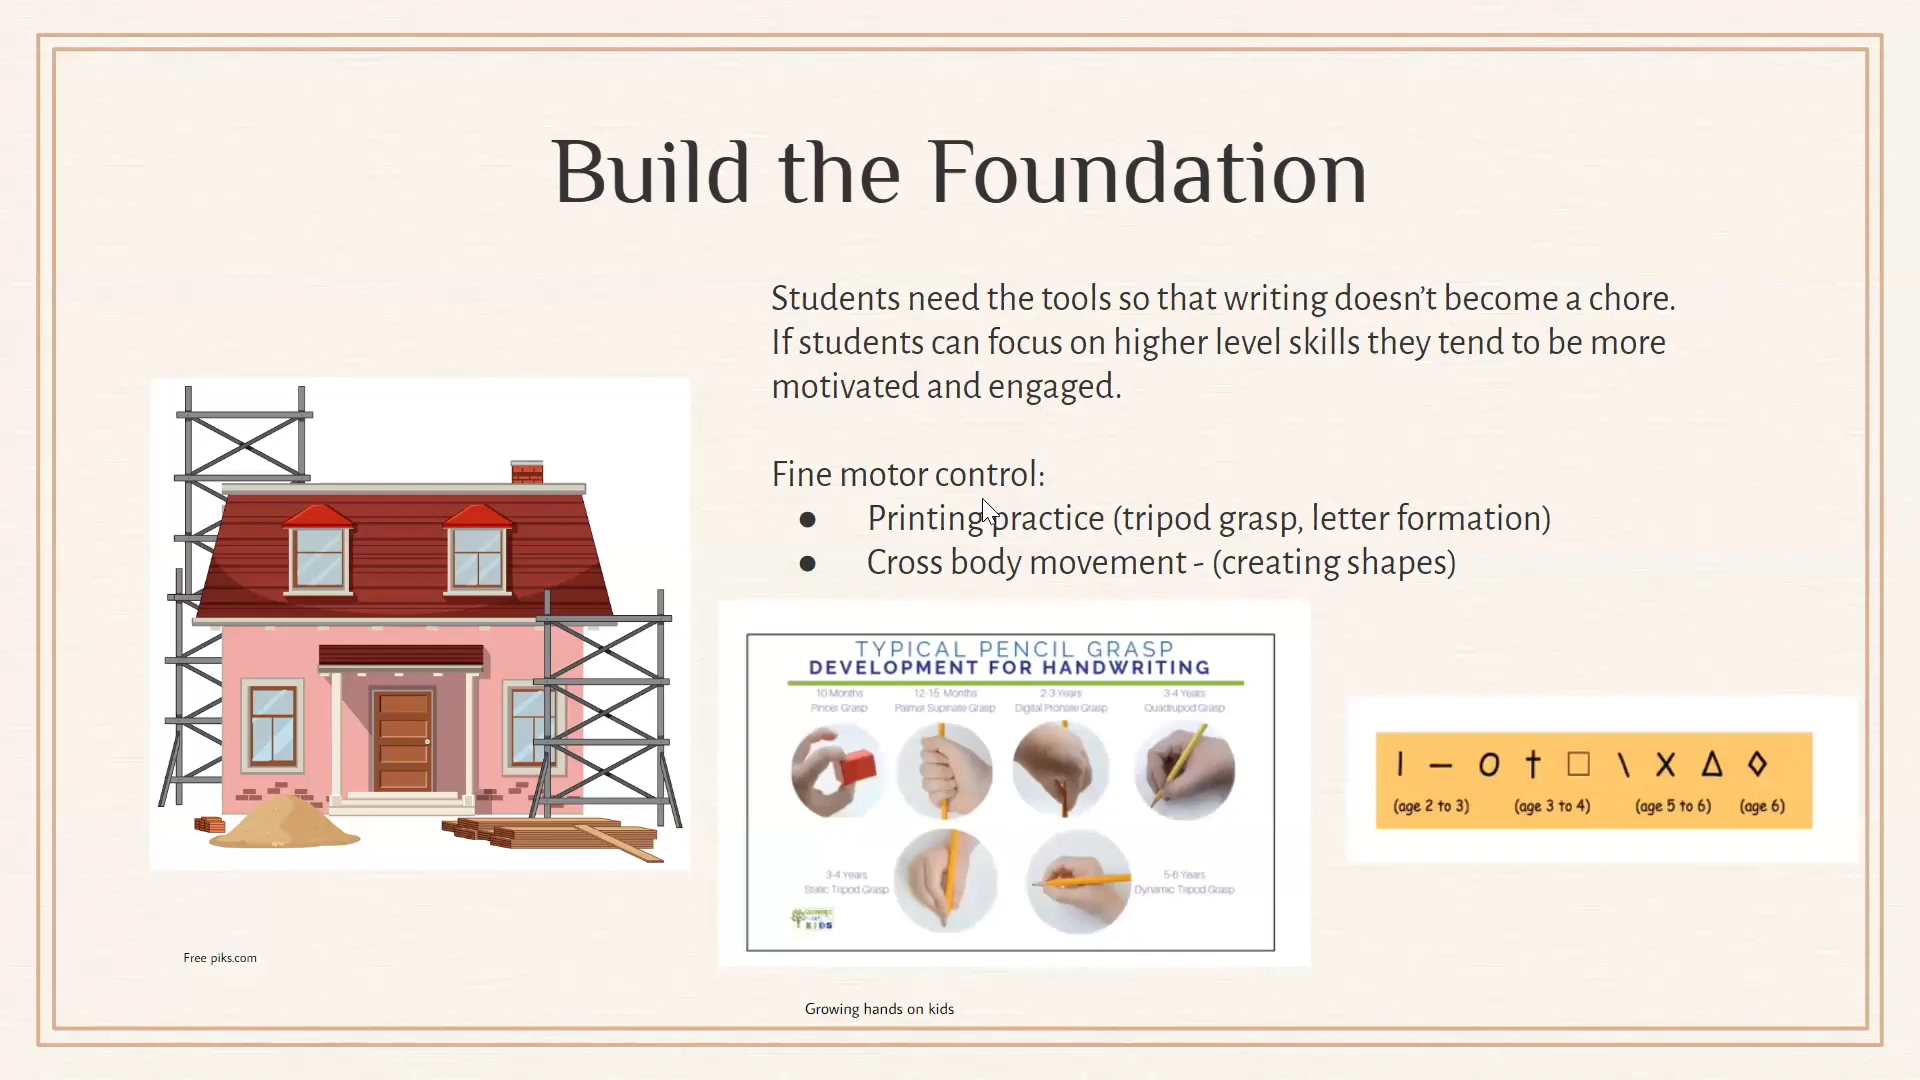 Build the Foundation
Students need the tools so that writing doesn’t become a chore.
If students can focus on higher level skills they tend to be more
motivated and engaged.
Fine motor control:
● Printing practice (tripod grasp, letter formation)
● Cross body movement - (creating shapes)
TYPICAL PENCIL GRASP
DEVELOPMENT FOR HANDWRITING
10 Months 12-15 Months 2-3 Years 3-4 Years
Pincer Grasp Palmar Supinate Grasp Digital Pronate Grasp Quadrupod Grasp
3-4 Years 5-6 Years
Static Tripod Grasp Dynamic Tripod Grasp
KIDS
(age 2 to 3) (age 3 to 4) (age 5 to 6) (age 6)
Free piks.com
Growing hands on kids